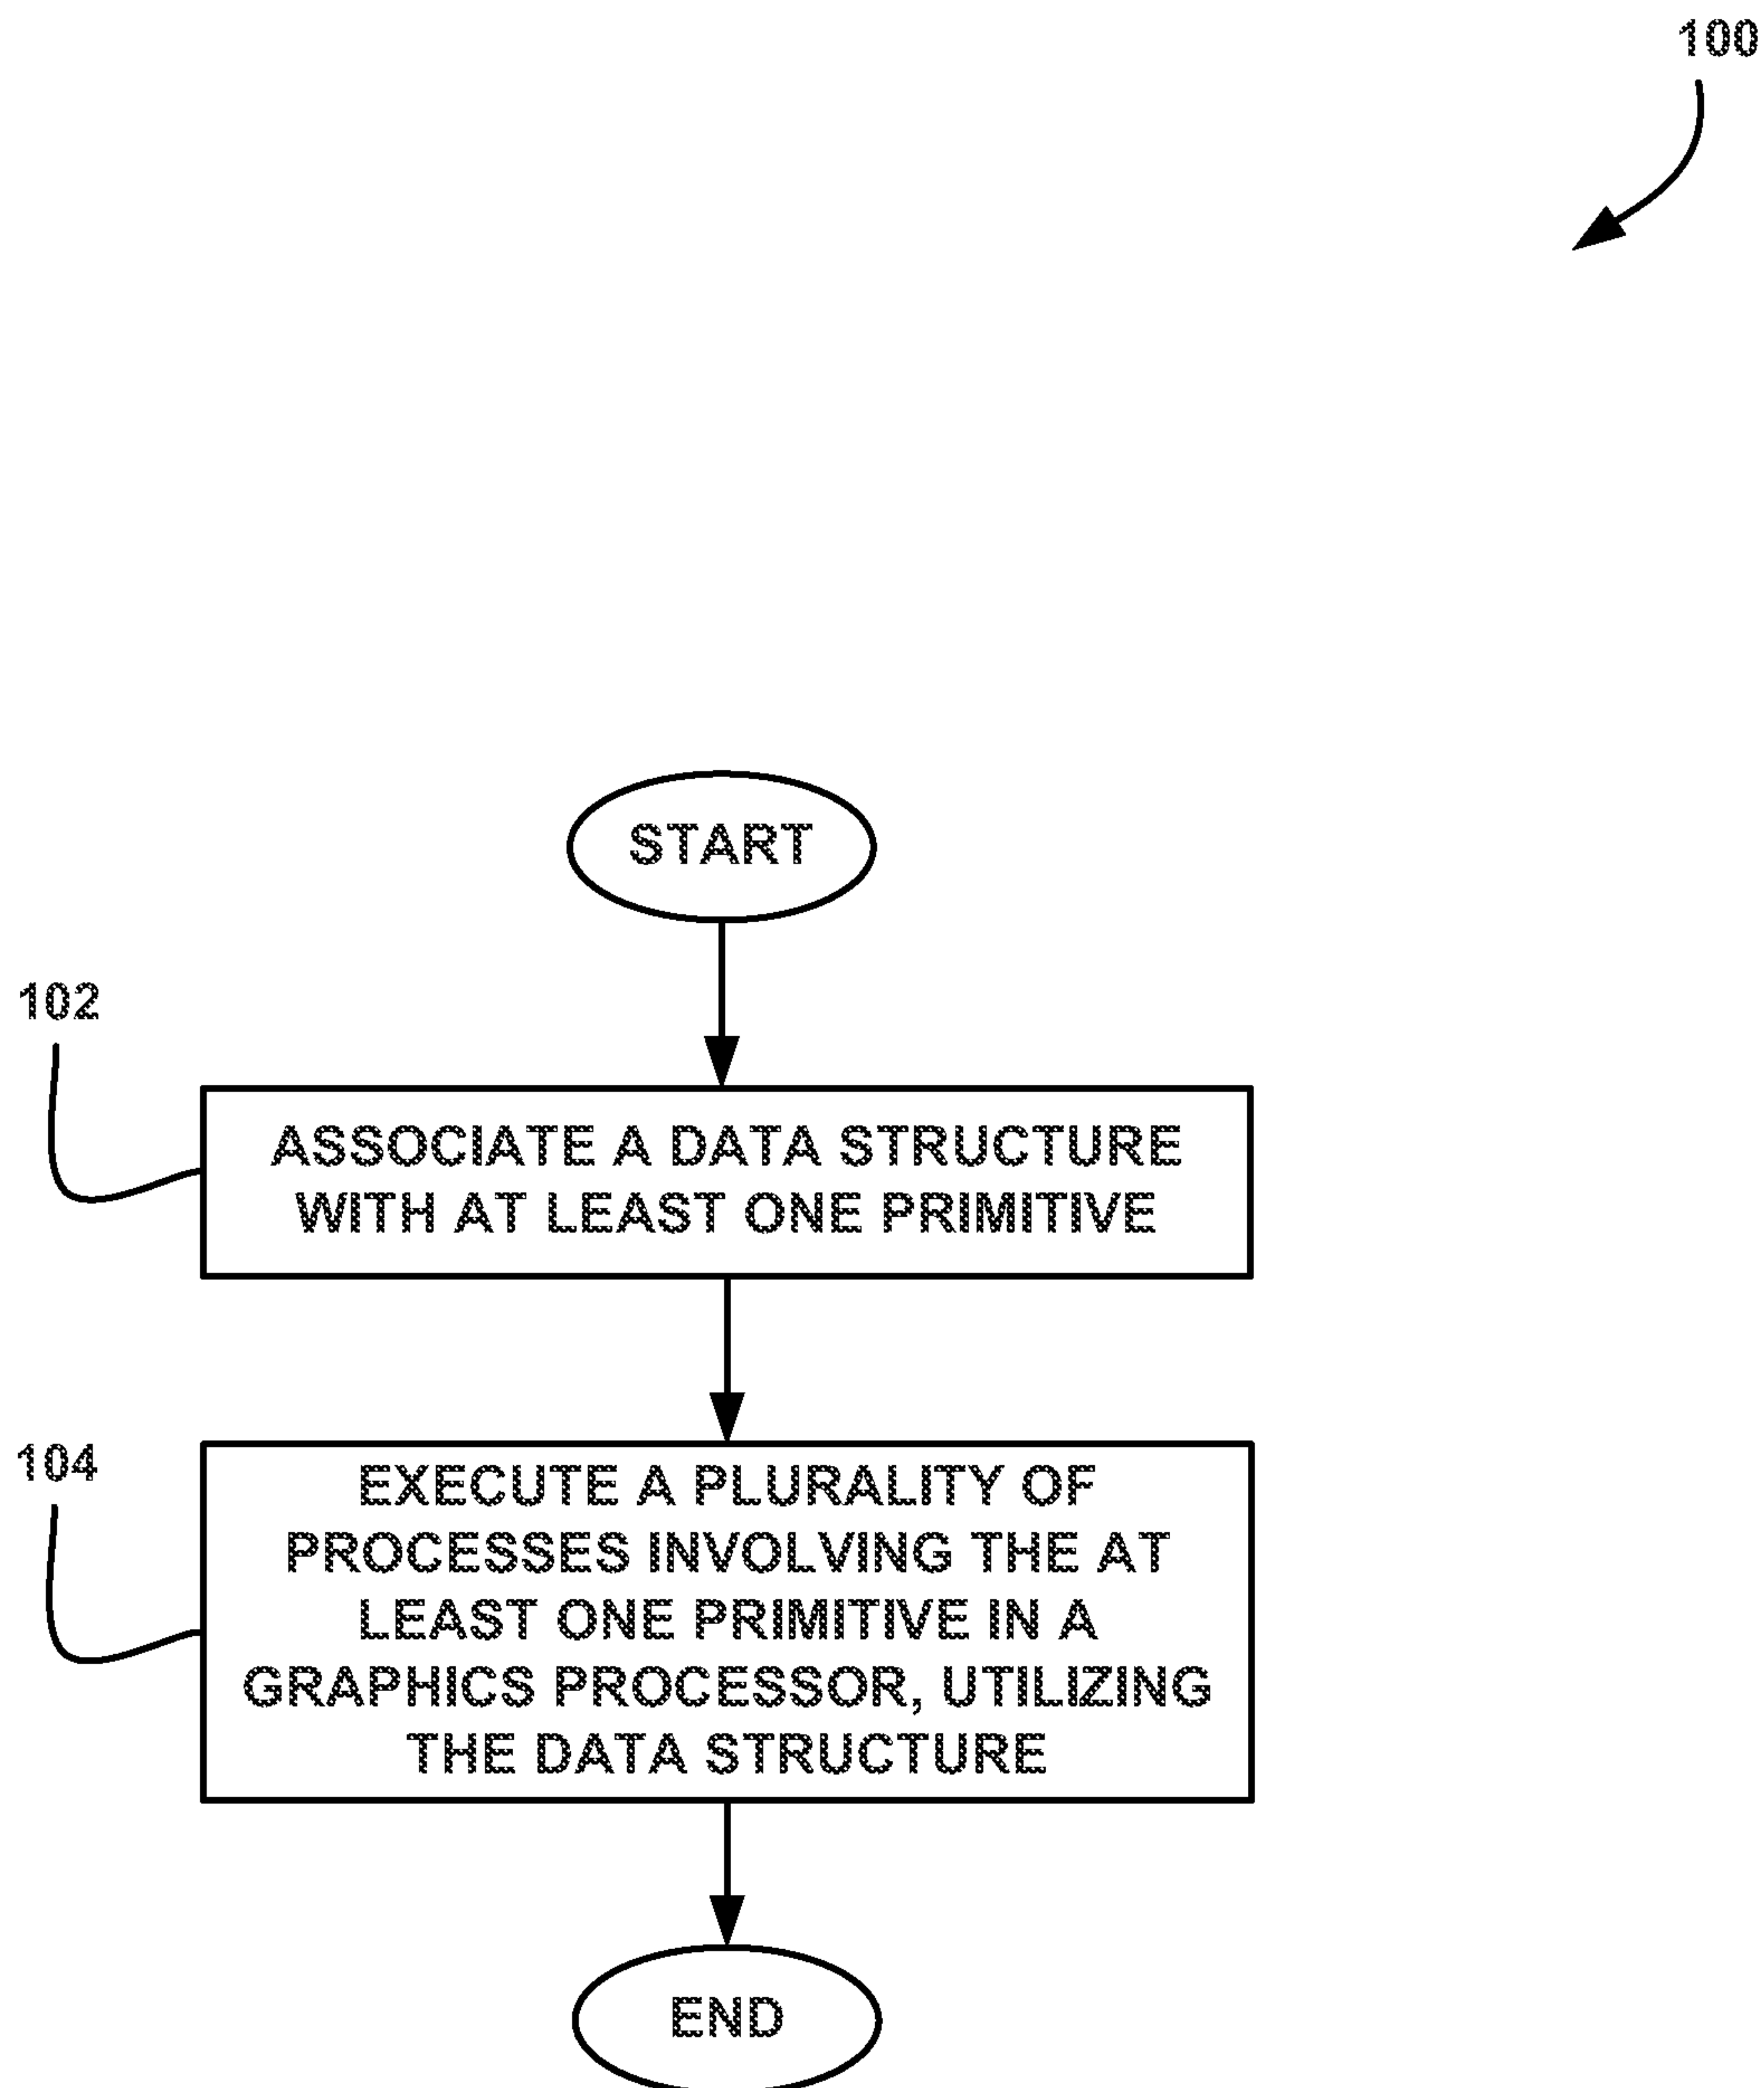 100
START
102
ASSOCIATE A DATA STRUCTURE
WITH AT LEAST ONE PRIMITIVE
104
EXECUTE A PLURALITY OF
PROCESSES INVOLVING THE AT
LEAST ONE PRIMITIVE IN A
GRAPHICS PROCESSOR, UTILIZING
THE DATA STRUCTURE
END